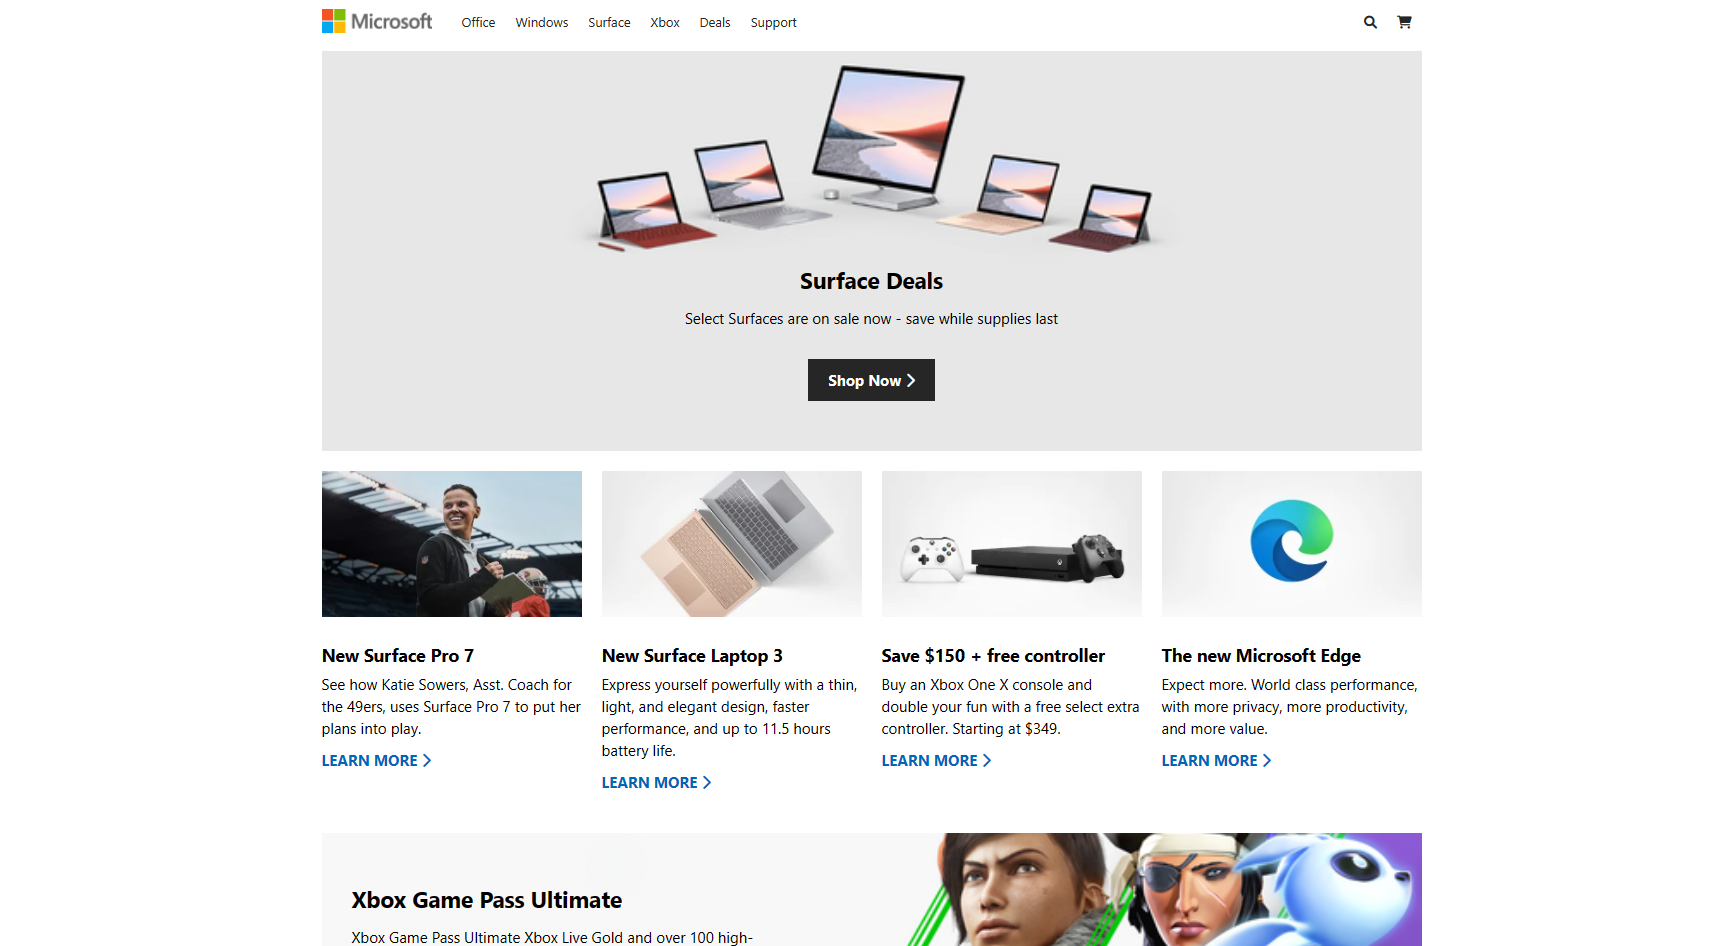 Microsoft
Office
Windows
Surface
Xbox
Deals
Support
Surface Deals
Select Surfaces are on sale now - save while supplies last
Shop Now
New Surface Pro 7
See how Katie Sowers, Asst. Coach for
the 49ers, uses Surface Pro 7 to put her
plans into play.
LEARN MORE
New Surface Laptop 3
Express yourself powerfully with a thin,
light, and elegant design, faster
performance, and up to 11.5 hours
battery life.
LEARN MORE
Save $150 + free controller
Buy an Xbox One X console and
double your fun with a free select extra
controller. Starting at $349.
LEARN MORE
The new Microsoft Edge
Expect more. World class performance,
with more privacy, more productivity,
and more value.
LEARN MORE
Xbox Game Pass Ultimate
Xbox Game Pass Ultimate Xbox Live Gold and over 100 high-